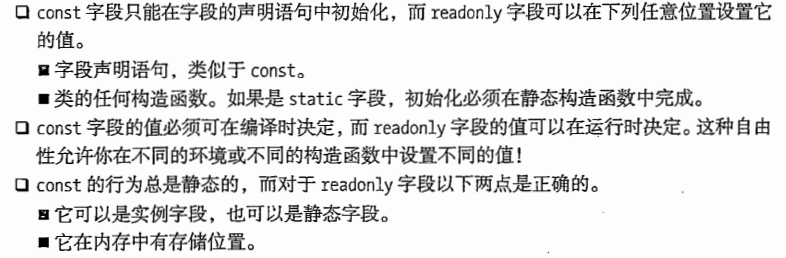 ❑ const 字段只能在字段的声明语句中初始化，而 readonly 字段可以在下列任意位置设置它
的值。
■ 字段声明语句，类似于 const。
■ 类的任何构造函数。如果是 static 字段，初始化必须在静态构造函数中完成。
❑ const 字段的值必须可在编译时决定，而 readonly 字段的值可以在运行时决定。这种自由
性允许你在不同的环境或不同的构造函数中设置不同的值！
❑ const 的行为总是静态的，而对于 readonly 字段以下两点是正确的。
■ 它可以是实例字段，也可以是静态字段。
■ 它在内存中有存储位置。